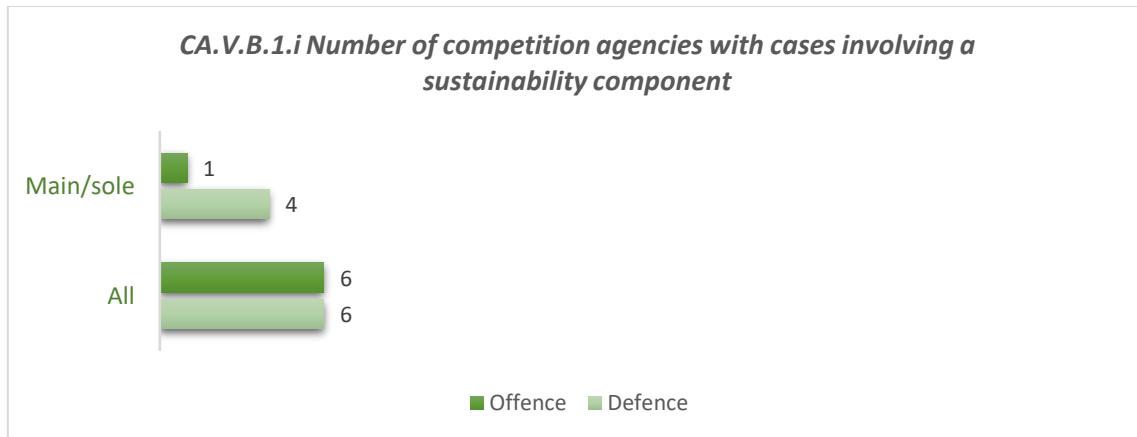 CA.V.B.1.i Number of competition agencies with cases involving a
sustainability component
Main/sole
1
4
All
6
6
Offence Defence